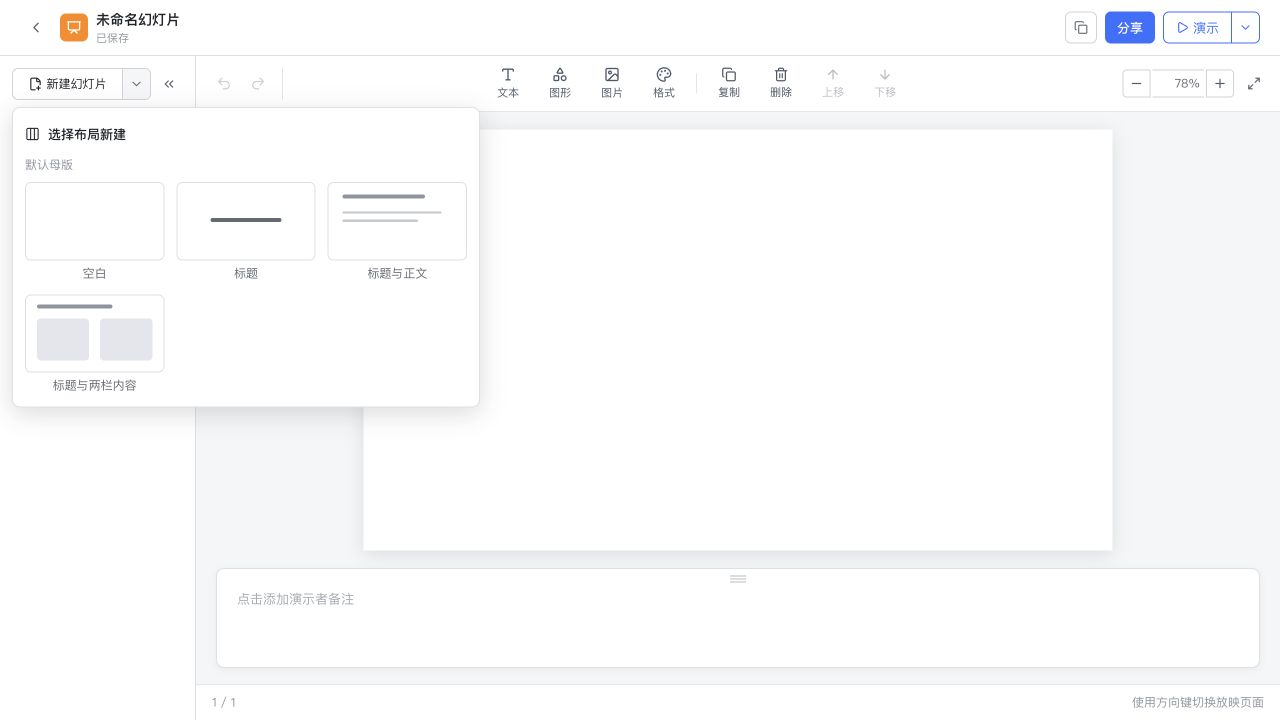 未命名幻灯片
已保存
分享
演示
新建幻灯片
文本
图形
图片
格式
复制
删除
上移
下移
78%
选择布局新建
默认母版
空白
标题
标题与正文
标题与两栏内容
点击添加演示者备注
1 / 1
使用方向键切换放映页面